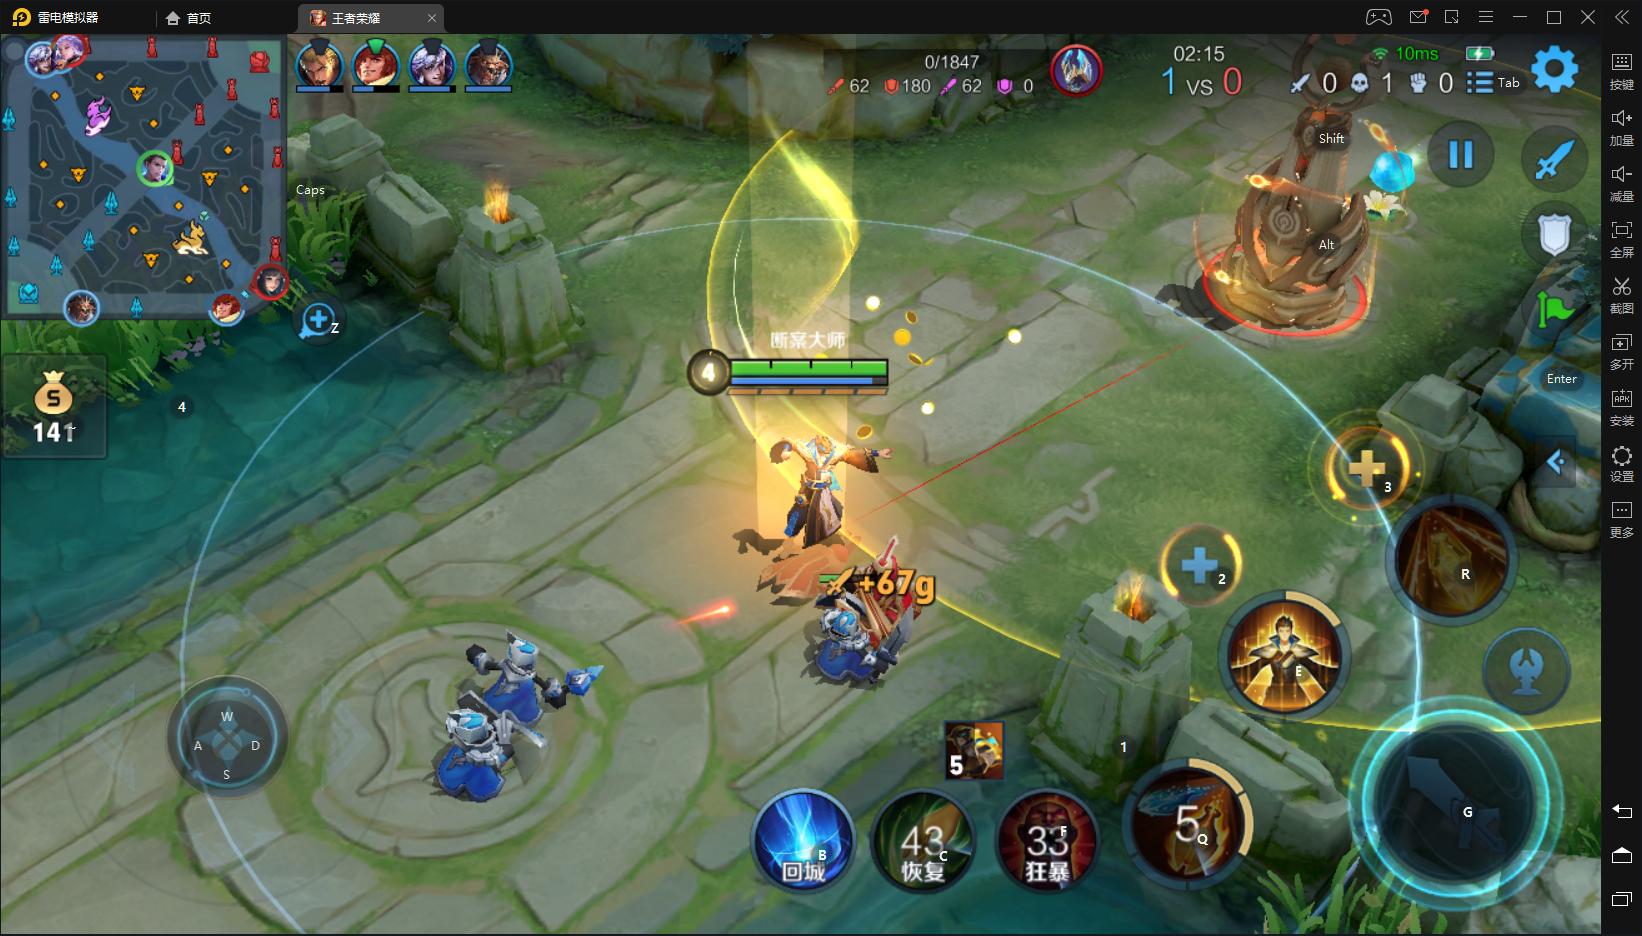 雷电模拟器
首页
王者荣耀
Caps
0/1847
62
180
62
0
02:15
1 VS 0
10ms
0
1
0
Tab
Shift
Alt
Z
S
141
4
断案大师
4
+67g
Enter
3
2
R
E
1
5
W
A
D
S
B
回城
43
C
恢复
33
F
狂暴
5
Q
G
按键
加量
减量
全屏
截图
多开
APK
安装
设置
更多